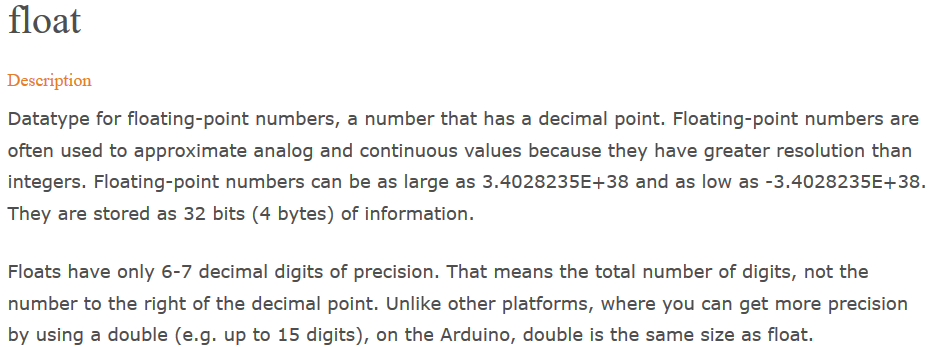 float
Description
Datatype for floating-point numbers, a number that has a decimal point. Floating-point numbers are
often used to approximate analog and continuous values because they have greater resolution than
integers. Floating-point numbers can be as large as 3.4028235E+38 and as low as -3.4028235E+38.
They are stored as 32 bits (4 bytes) of information.
Floats have only 6-7 decimal digits of precision. That means the total number of digits, not the
number to the right of the decimal point. Unlike other platforms, where you can get more precision
by using a double (e.g. up to 15 digits), on the Arduino, double is the same size as float.